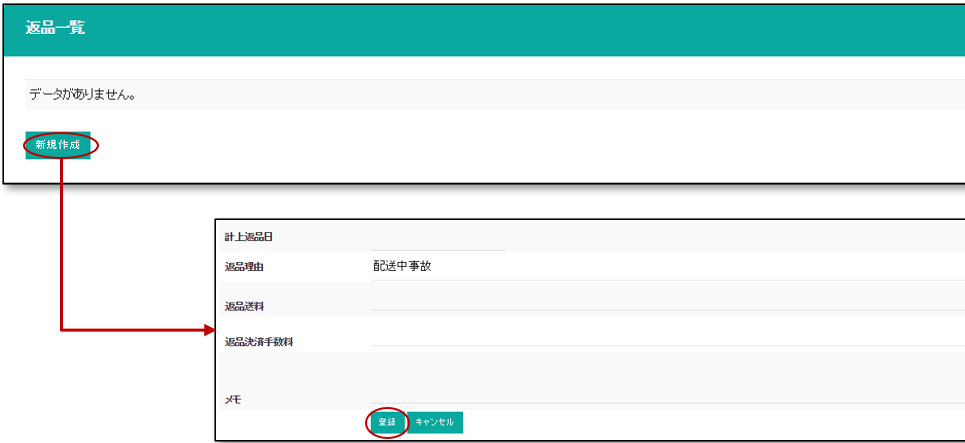 返品一覧
データがありません。
新規作成
計上返品日
返品理由 配送中事故
返品送料
返品決済手数料
メモ
登録 キャンセル